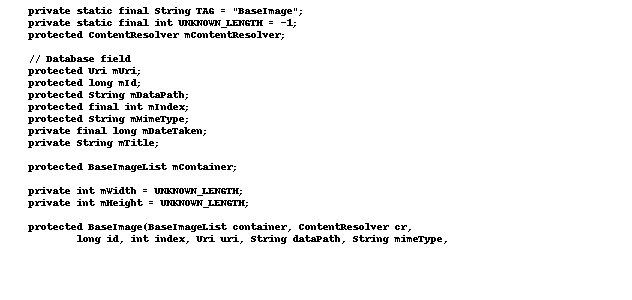 private static final String TAG = "BaseImage";
private static final int UNKNOWN_LENGTH = -1;
protected ContentResolver mContentResolver;

// Database field
protected Uri mUri;
protected long mId;
protected String mDataPath;
protected final int mIndex;
protected String mMimeType;
private final long mDateTaken;
private String mTitle;

protected BaseImageList mContainer;

private int mWidth = UNKNOWN_LENGTH;
private int mHeight = UNKNOWN_LENGTH;

protected BaseImage(BaseImageList container, ContentResolver cr,
        long id, int index, Uri uri, String dataPath, String mimeType,